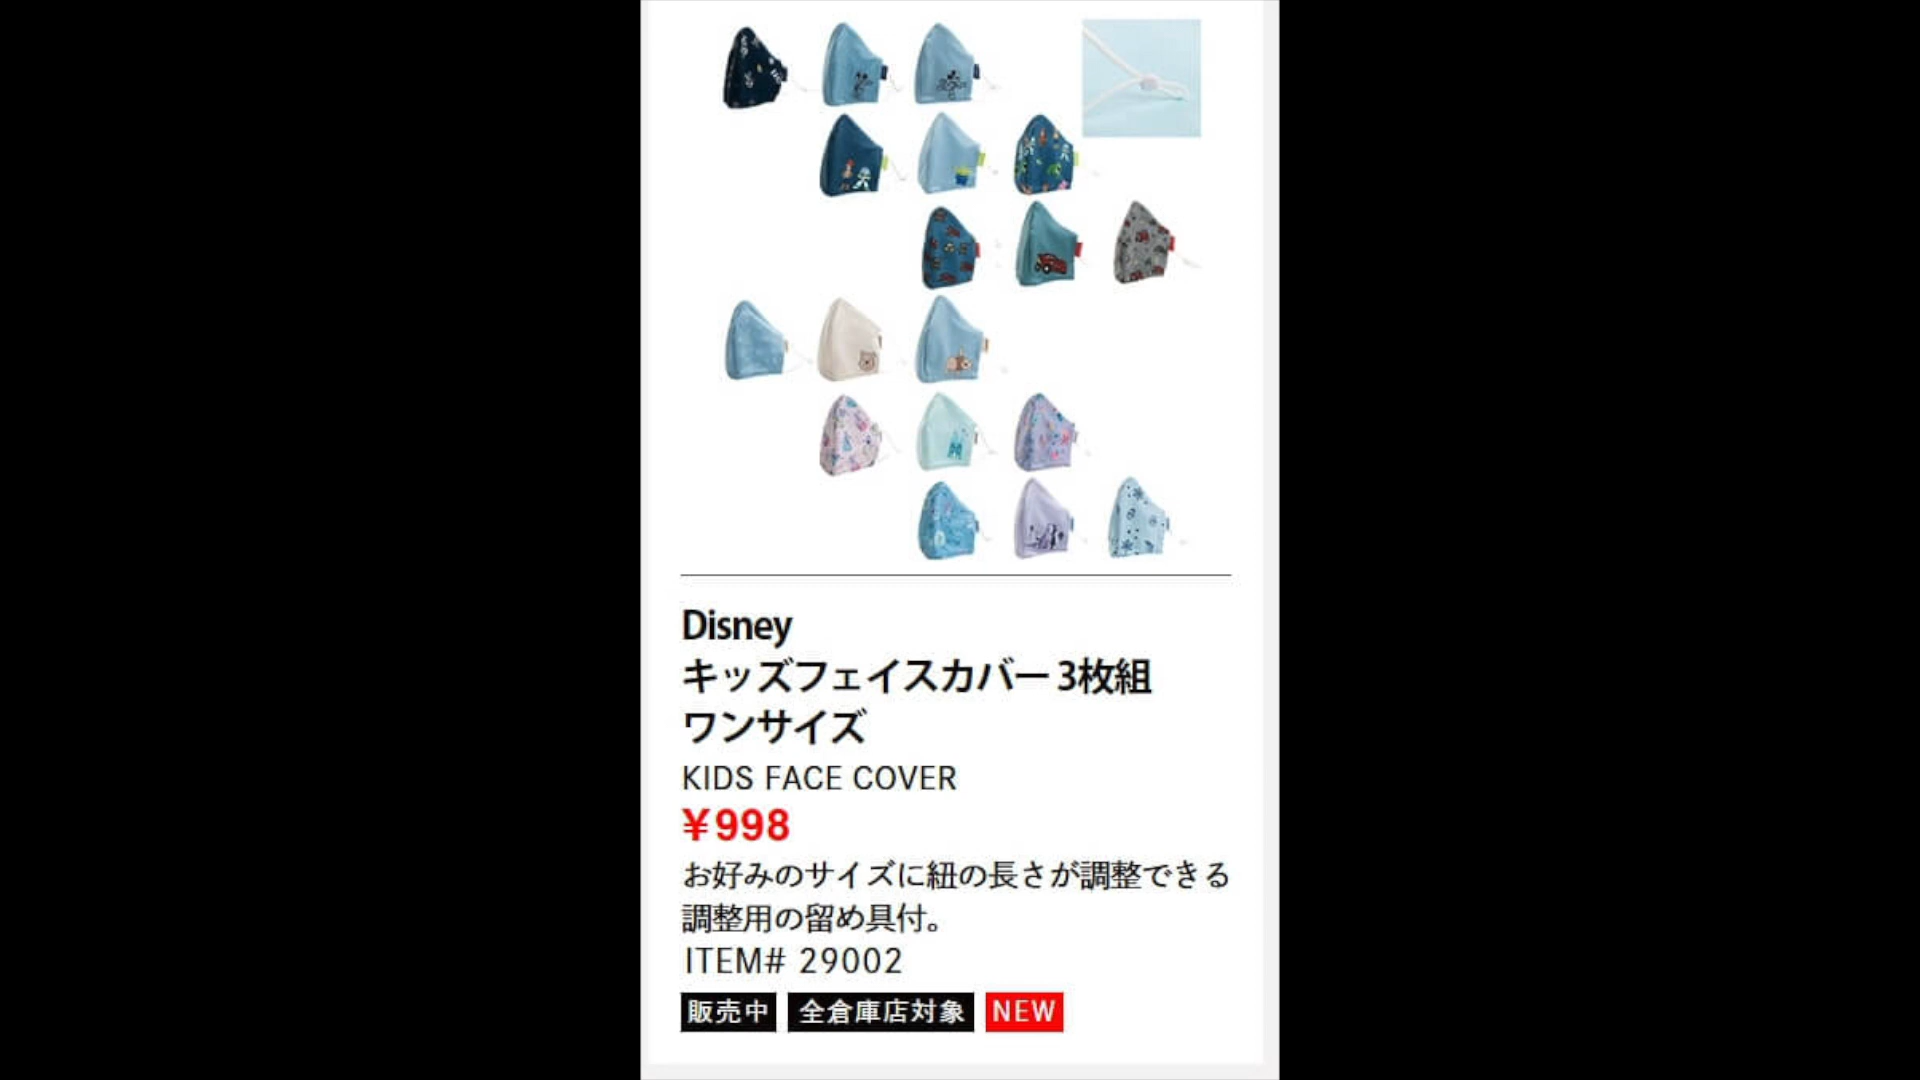 Disney
キッズフェイスカバー 3枚組
ワンサイズ
KIDS FACE COVER
￥998
お好みのサイズに紐の長さが調整できる
調整用の留め具付。
ITEM# 29002
販売中 全倉庫店対象 NEW